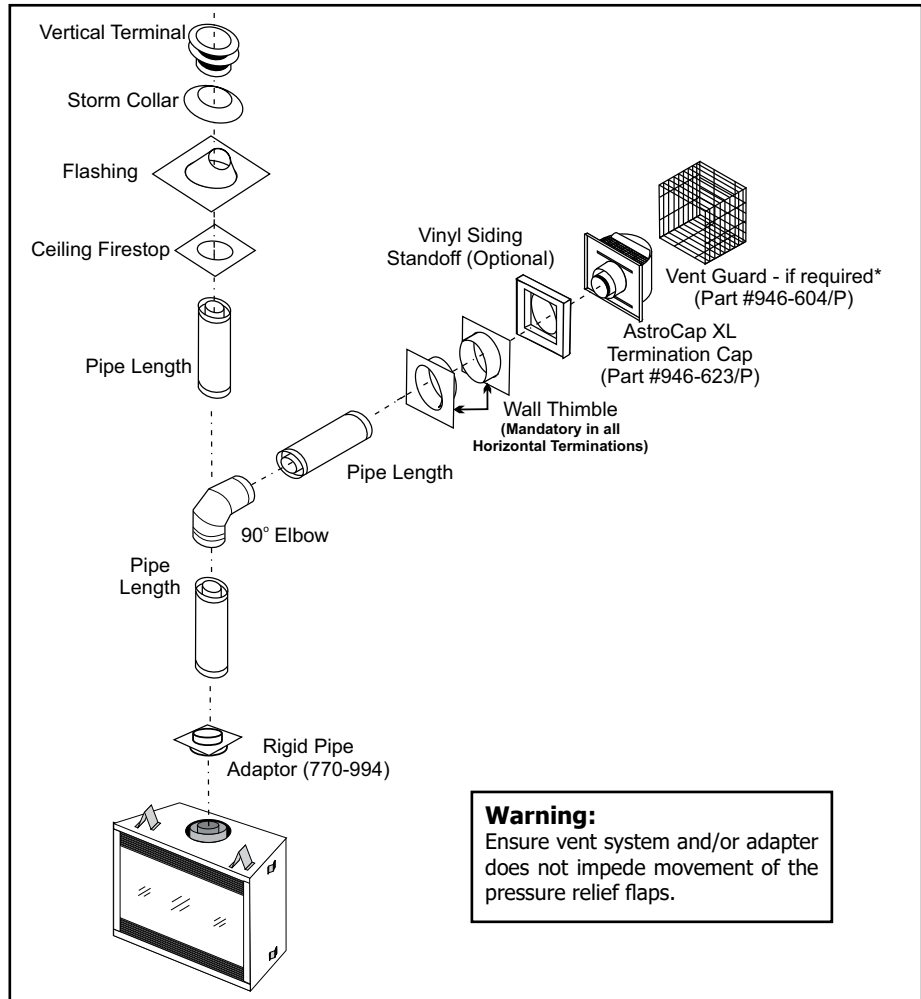 Vertical Terminal
Storm Collar
Flashing
Ceiling Firestop
Pipe Length
Vinyl Siding
Standoff (Optional)
Vent Guard - if required*
(Part #946-604/P)
AstroCap XL
Termination Cap
(Part #946-623/P)
Wall Thimble
(Mandatory in all
Horizontal Terminations)
Pipe Length
90° Elbow
Pipe
Length
Rigid Pipe
Adaptor (770-994)
Warning:
Ensure vent system and/or adapter
does not impede movement of the
pressure relief flaps.